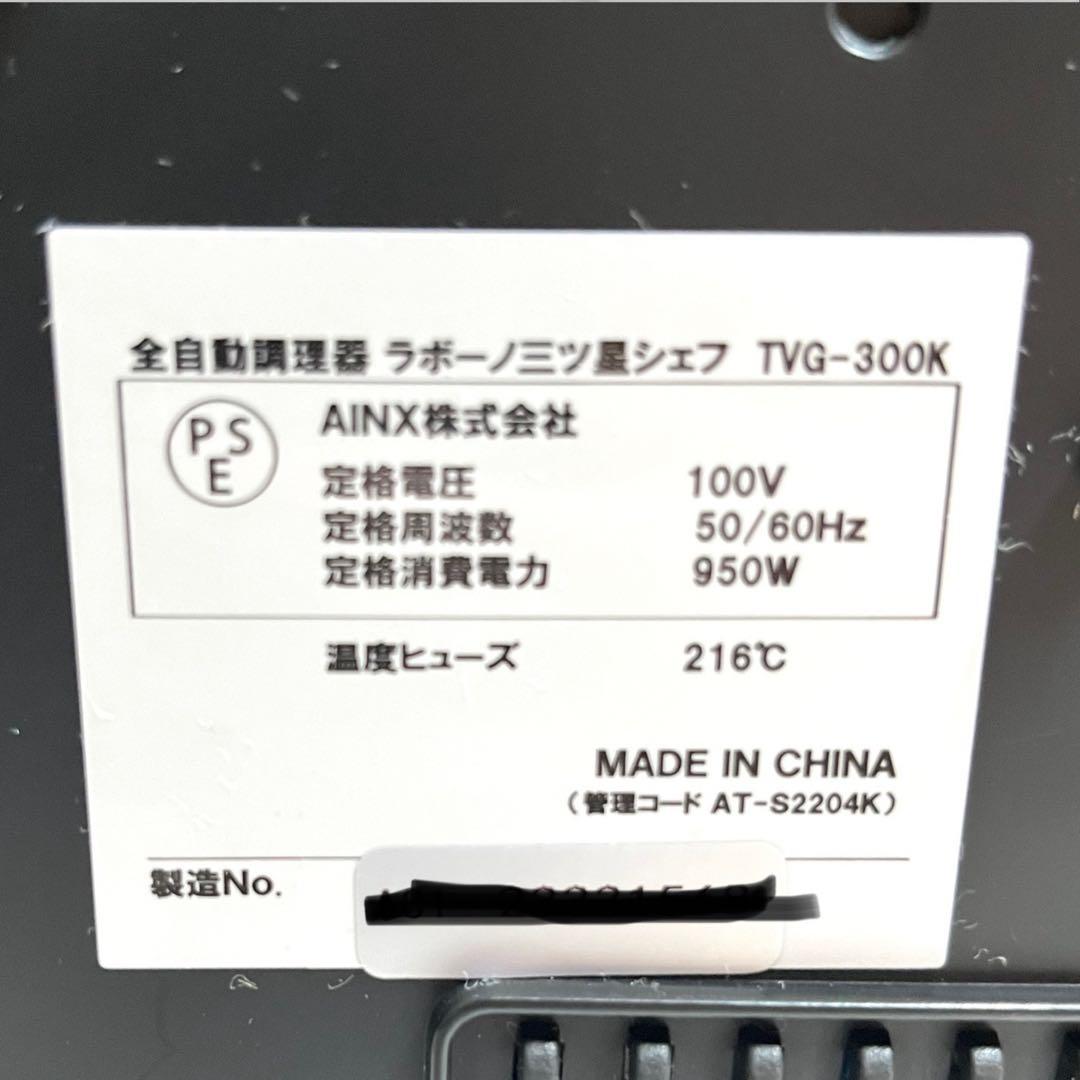 全自動調理器 ラボーノ三ツ星シェフ TVG-300K
PSE
AINX株式会社
定格電圧 100V
定格周波数 50/60Hz
定格消費電力 950W
温度ヒューズ 216℃
MADE IN CHINA
(管理コード AT-S2204K)
製造No.